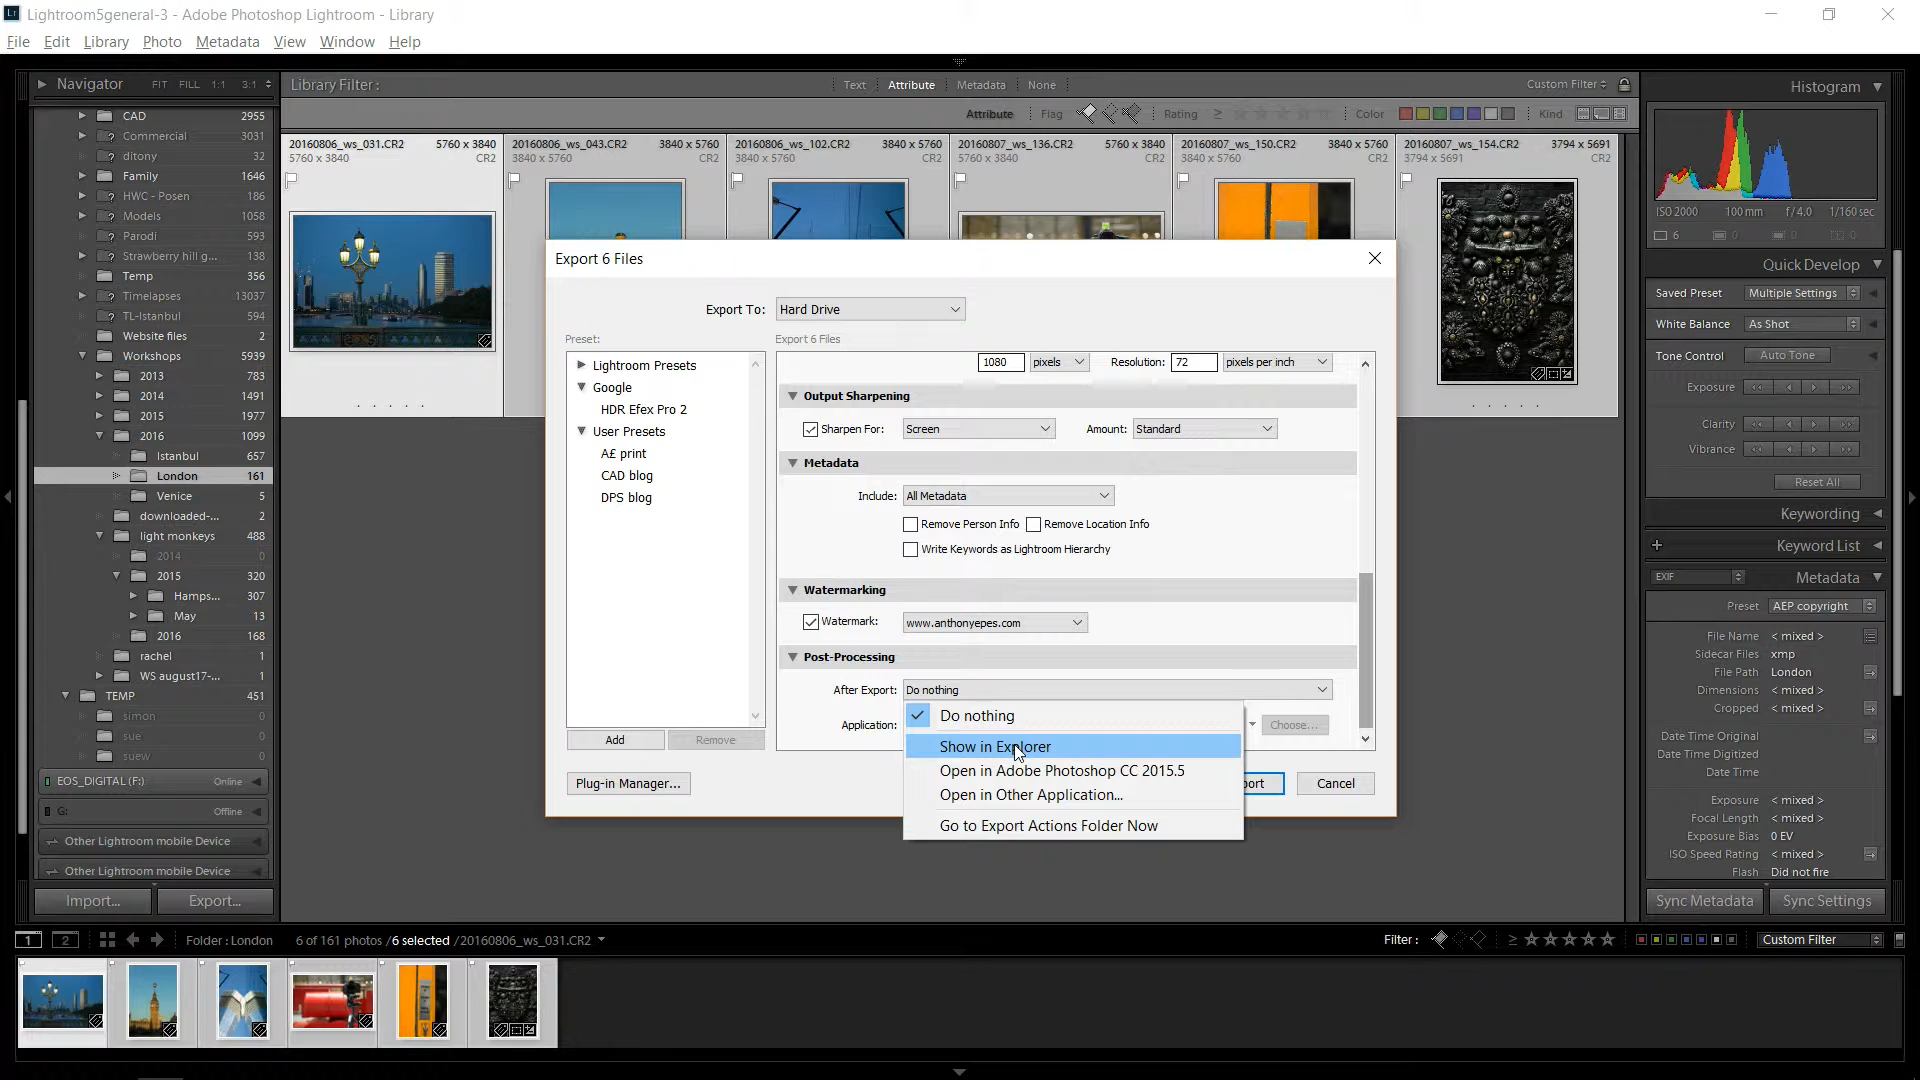 Lr Lightroom5general-3 - Adobe Photoshop Lightroom - Library
File Edit Library Photo Metadata View Window Help
Navigator FIT FILL 1:1 3:1
Library Filter : Text Attribute Metadata None Custom Filter
Histogram
Attribute Flag Rating ≥ Color Kind
CAD 2955
Commercial 3031
ditony 32
Family 1646
HWC - Posen 186
Models 1058
Parodi 593
Strawberry hill g... 138
Temp 356
Timelapses 13037
TL-Istanbul 594
Website files 2
Workshops 5939
2013 783
2014 1491
2015 1977
2016 1099
Istanbul 657
London 161
Venice 5
downloaded-... 2
light monkeys 488
2014 0
2015 320
Hamps... 307
May 13
2016 168
rachel 1
WS august17-... 1
TEMP 451
simon 0
sue 0
suew 0
EOS_DIGITAL (F:) Online
G: Offline
Other Lightroom mobile Device
Other Lightroom mobile Device
Import... Export...
20160806_ws_031.CR2 5760 x 3840
5760 x 3840 CR2
20160806_ws_043.CR2 3840 x 5760
3840 x 5760 CR2
20160806_ws_102.CR2 3840 x 5760
3840 x 5760 CR2
20160807_ws_136.CR2 5760 x 3840
5760 x 3840 CR2
20160807_ws_150.CR2 3840 x 5760
3840 x 5760 CR2
20160807_ws_154.CR2 3794 x 5691
3794 x 5691 CR2
Export 6 Files
Export To: Hard Drive
Preset: Export 6 Files
Lightroom Presets
Google
HDR Efex Pro 2
User Presets
A£ print
CAD blog
DPS blog
Add Remove
Plug-in Manager...
1080 pixels Resolution: 72 pixels per inch
Output Sharpening
Sharpen For: Screen Amount: Standard
Metadata
Include: All Metadata
Remove Person Info Remove Location Info
Write Keywords as Lightroom Hierarchy
Watermarking
Watermark: www.anthonyepes.com
Post-Processing
After Export: Do nothing
Application: Choose...
Do nothing
Show in Explorer
Open in Adobe Photoshop CC 2015.5
Open in Other Application...
Go to Export Actions Folder Now
ort Cancel
ISO 2000 100 mm f / 4.0 1/160 sec
6 0 0 0
Quick Develop
Saved Preset Multiple Settings
White Balance As Shot
Tone Control Auto Tone
Exposure
Clarity
Vibrance
Reset All
Keywording
Keyword List
EXIF Metadata
Preset AEP copyright
File Name < mixed >
Sidecar Files xmp
File Path London
Dimensions < mixed >
Cropped < mixed >
Date Time Original
Date Time Digitized
Date Time
Exposure < mixed >
Focal Length < mixed >
Exposure Bias 0 EV
ISO Speed Rating < mixed >
Flash Did not fire
Sync Metadata Sync Settings
1 2 Folder : London 6 of 161 photos /6 selected /20160806_ws_031.CR2 Filter : ≥ Custom Filter